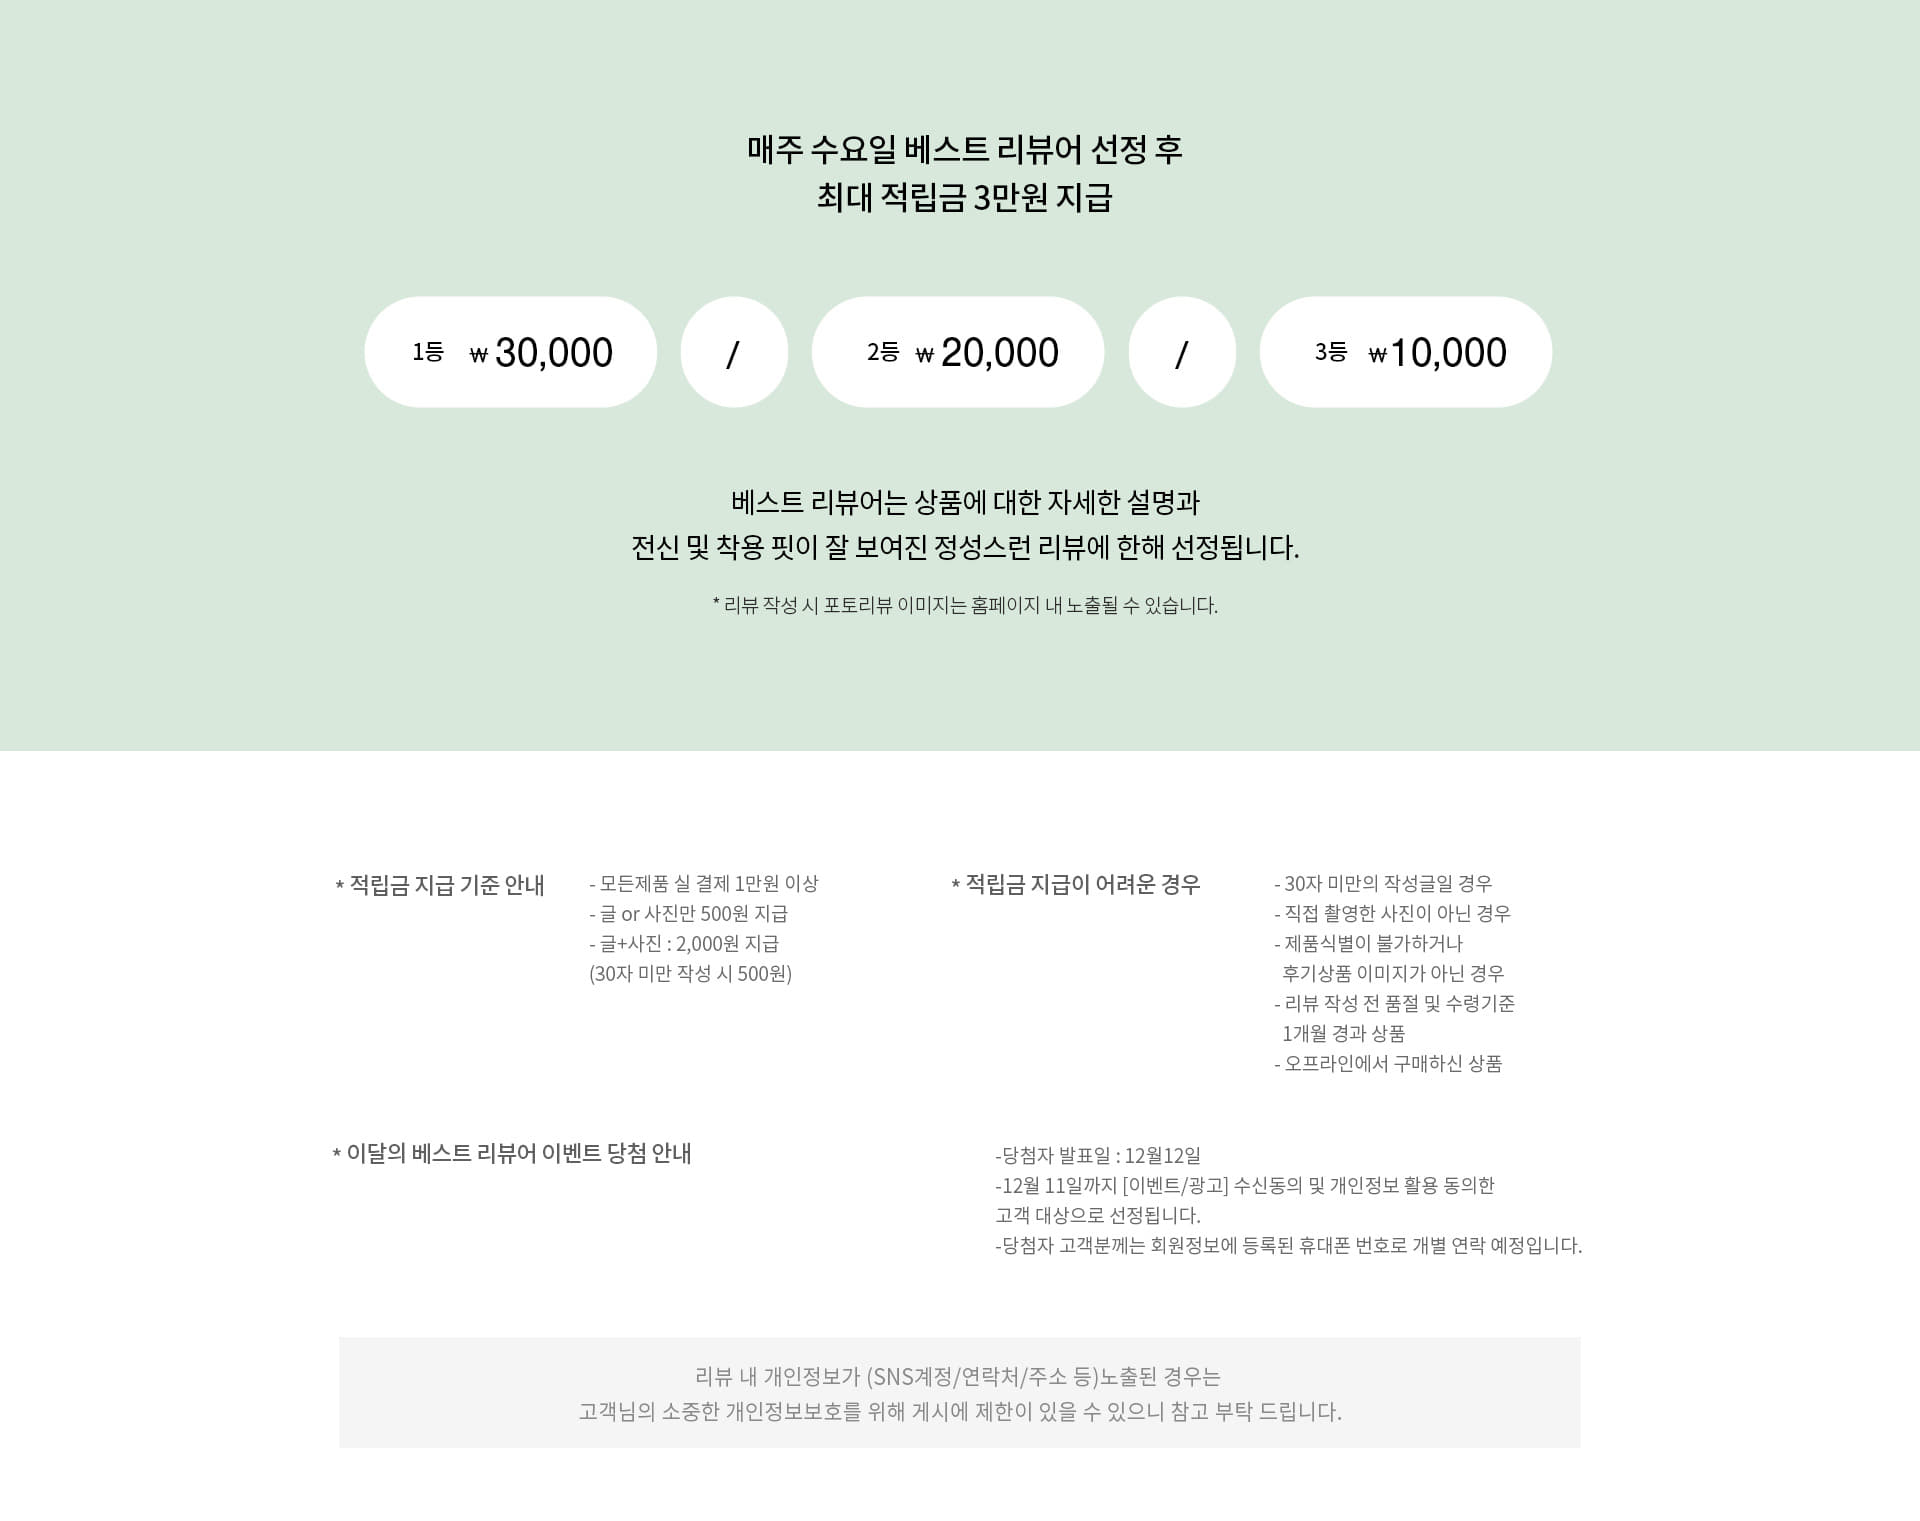 매주 수요일 베스트 리뷰어 선정 후
최대 적립금 3만원 지급
1등 ₩ 30,000 / 2등 ₩ 20,000 / 3등 ₩10,000
베스트 리뷰어는 상품에 대한 자세한 설명과
전신 및 착용 핏이 잘 보여진 정성스런 리뷰에 한해 선정됩니다.
* 리뷰 작성 시 포토리뷰 이미지는 홈페이지 내 노출될 수 있습니다.
* 적립금 지급 기준 안내
- 모든제품 실 결제 1만원 이상
- 글 or 사진만 500원 지급
- 글+사진 : 2,000원 지급
(30자 미만 작성 시 500원)
* 적립금 지급이 어려운 경우
- 30자 미만의 작성글일 경우
- 직접 촬영한 사진이 아닌 경우
- 제품식별이 불가하거나
후기상품 이미지가 아닌 경우
- 리뷰 작성 전 품절 및 수령기준
1개월 경과 상품
- 오프라인에서 구매하신 상품
* 이달의 베스트 리뷰어 이벤트 당첨 안내
-당첨자 발표일 : 12월12일
-12월 11일까지 [이벤트/광고] 수신동의 및 개인정보 활용 동의한
고객 대상으로 선정됩니다.
-당첨자 고객분께는 회원정보에 등록된 휴대폰 번호로 개별 연락 예정입니다.
리뷰 내 개인정보가 (SNS계정/연락처/주소 등)노출된 경우는
고객님의 소중한 개인정보보호를 위해 게시에 제한이 있을 수 있으니 참고 부탁 드립니다.